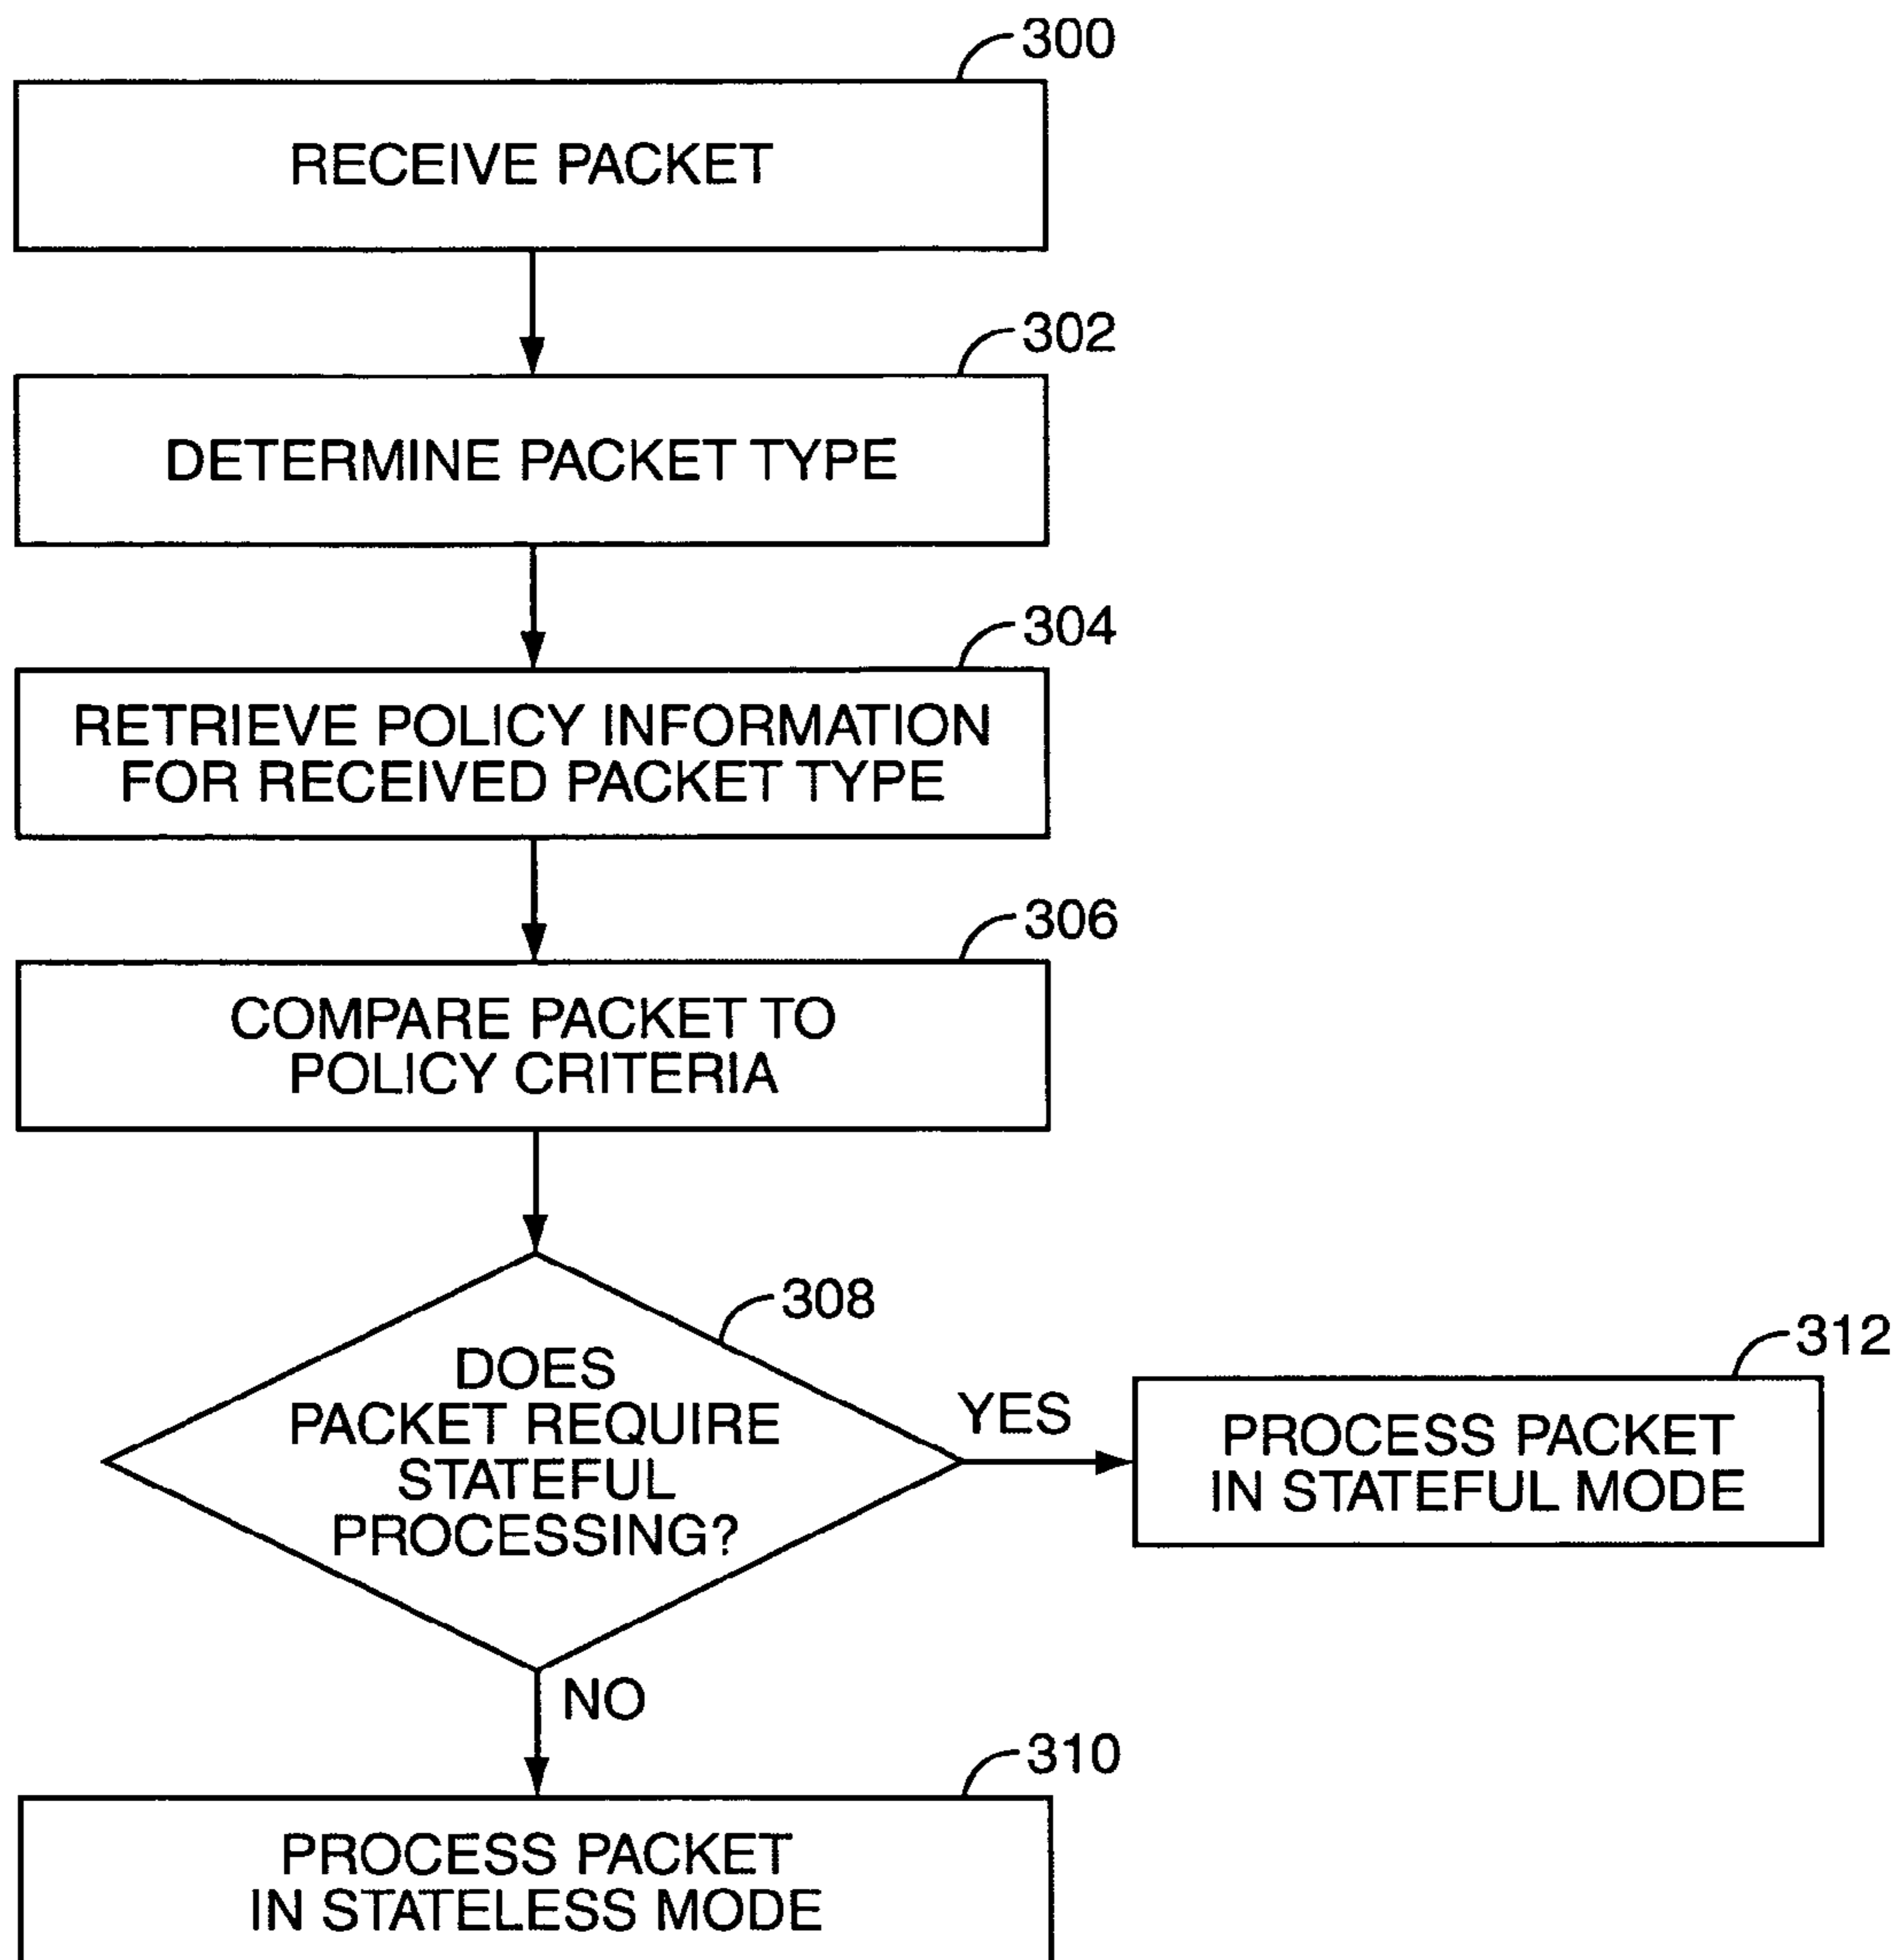 300
RECEIVE PACKET
302
DETERMINE PACKET TYPE
304
RETRIEVE POLICY INFORMATION
FOR RECEIVED PACKET TYPE
306
COMPARE PACKET TO
POLICY CRITERIA
308
DOES
PACKET REQUIRE
STATEFUL
PROCESSING?
YES
312
PROCESS PACKET
IN STATEFUL MODE
NO
310
PROCESS PACKET
IN STATELESS MODE